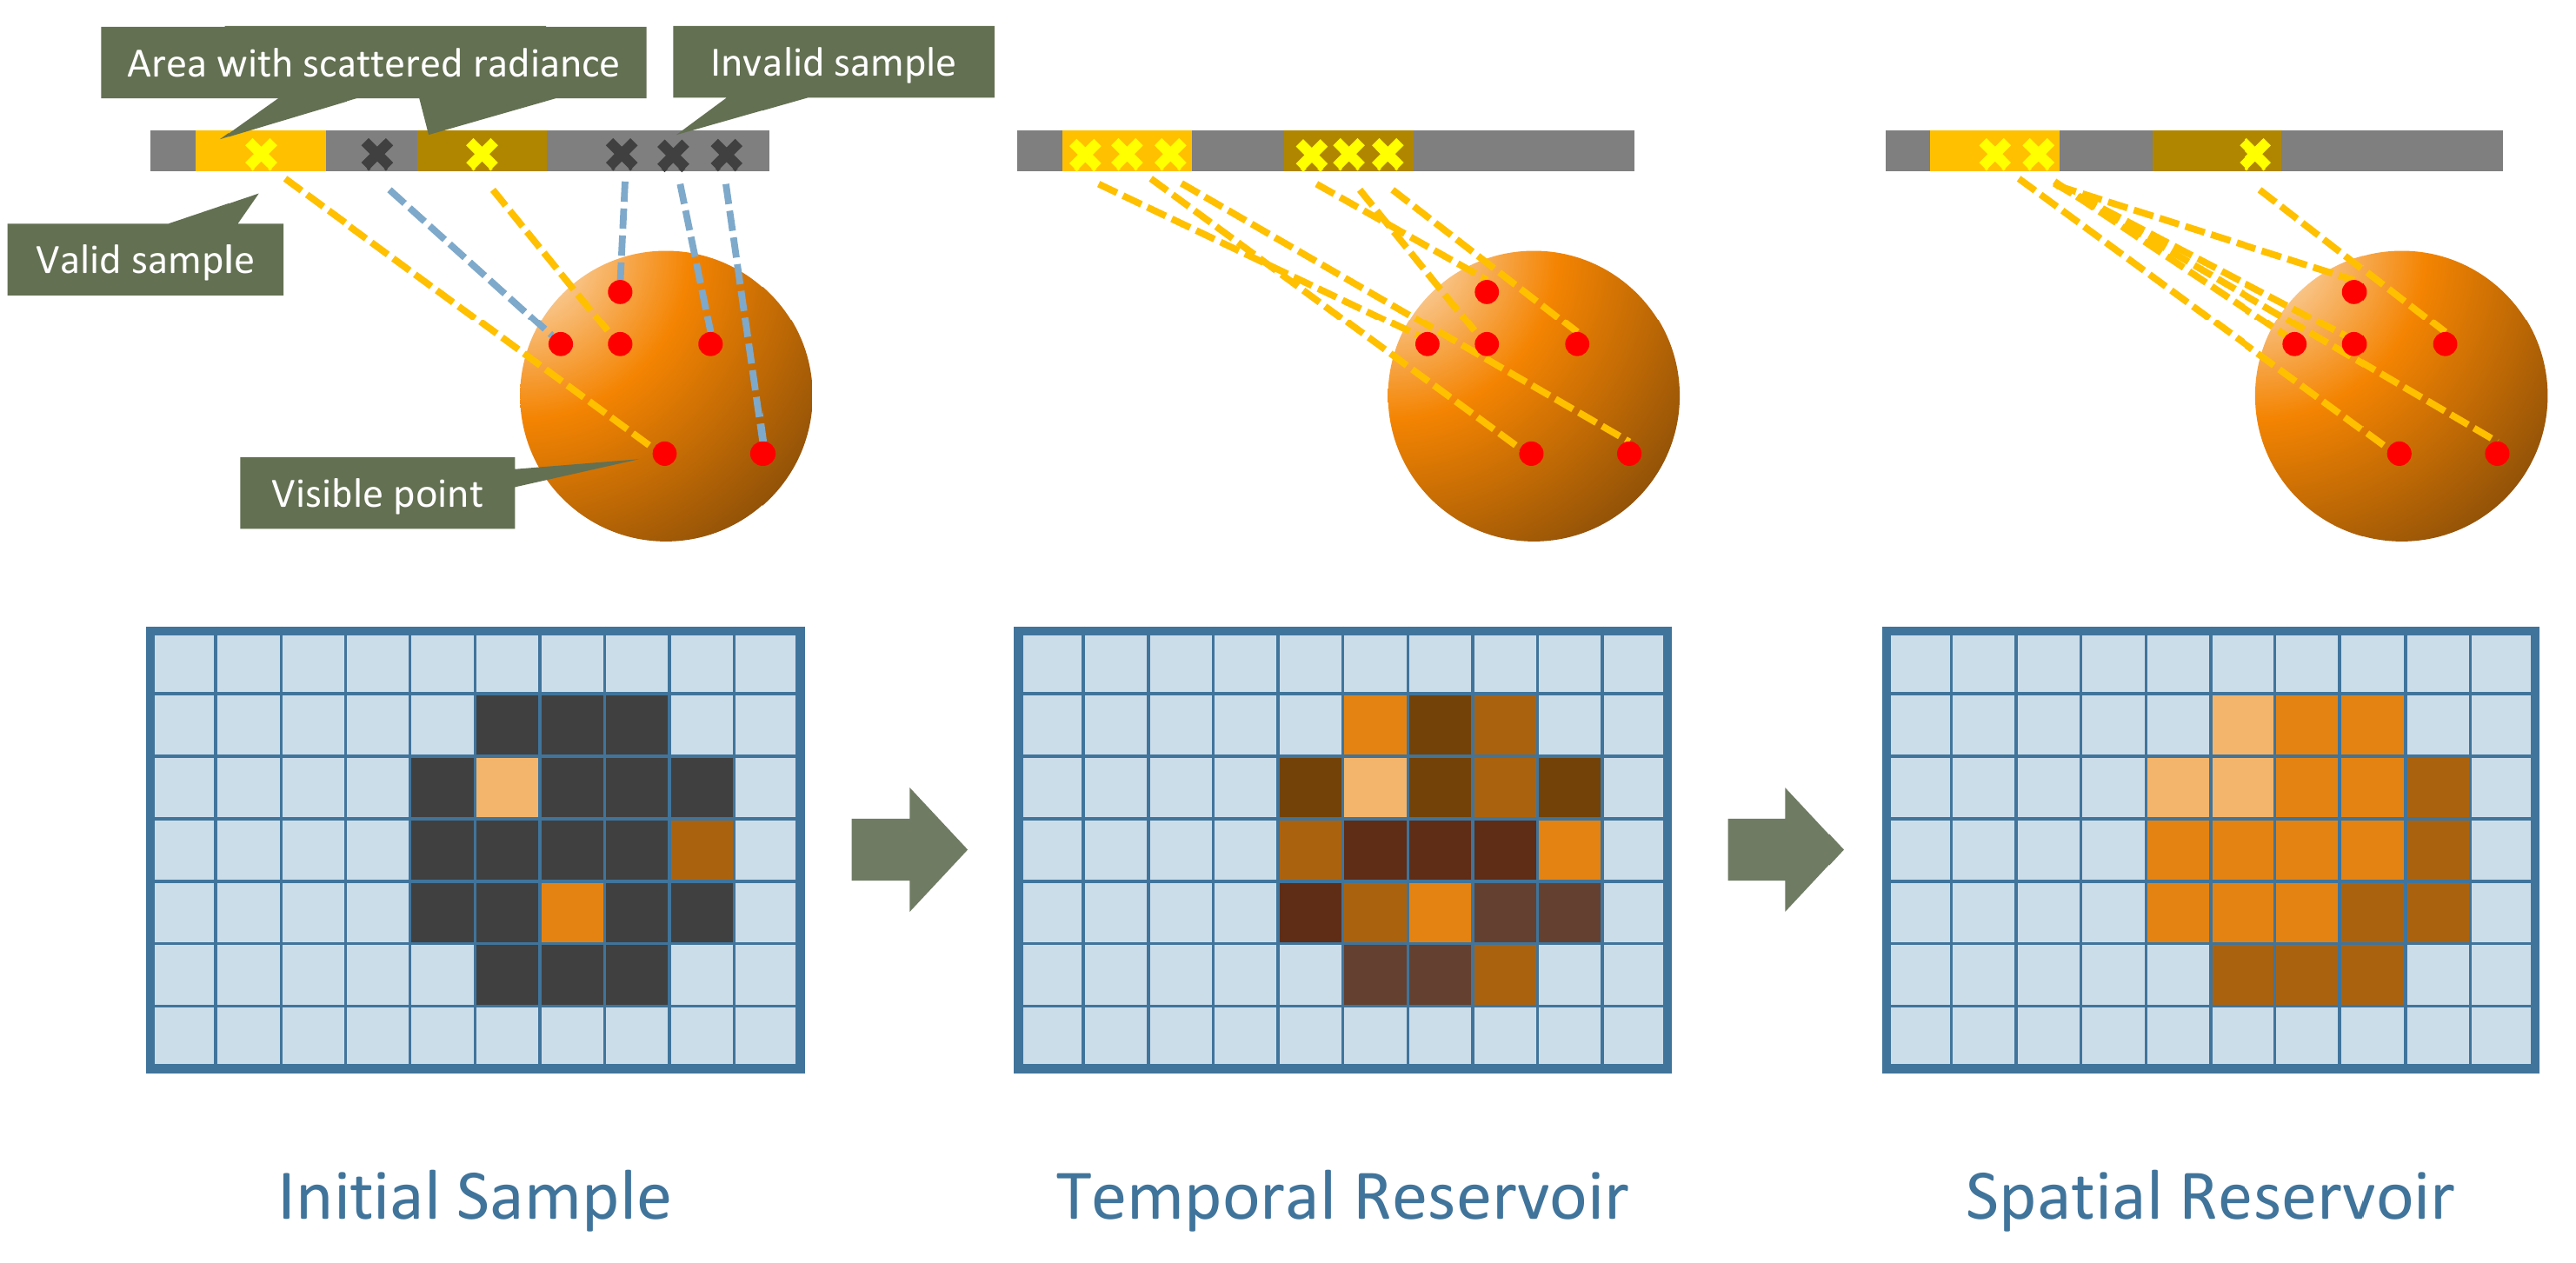 Area with scattered radiance
Invalid sample
Valid sample
Visible point
Initial Sample
Temporal Reservoir
Spatial Reservoir